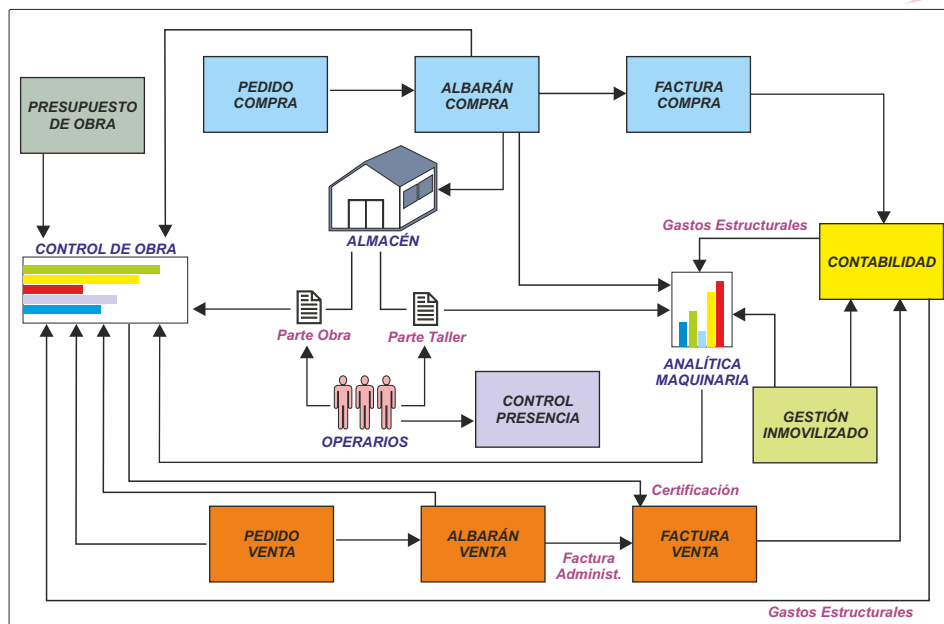 PEDIDO
COMPRA
ALBARÁN
COMPRA
FACTURA
COMPRA
PRESUPUESTO
DE OBRA
ALMACÉN
CONTROL DE OBRA
Gastos Estructurales
CONTABILIDAD
Parte Obra
Parte Taller
ANALÍTICA
MAQUINARIA
OPERARIOS
CONTROL
PRESENCIA
GESTIÓN
INMOVILIZADO
Certificación
PEDIDO
VENTA
ALBARÁN
VENTA
Factura
Administ.
FACTURA
VENTA
Gastos Estructurales